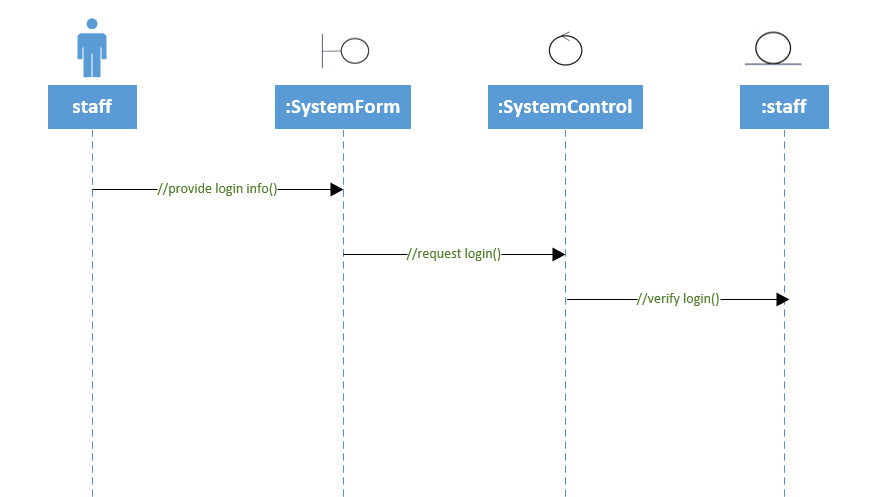 staff
:SystemForm
:SystemControl
:staff
//provide login info()
//request login()
//verify login()